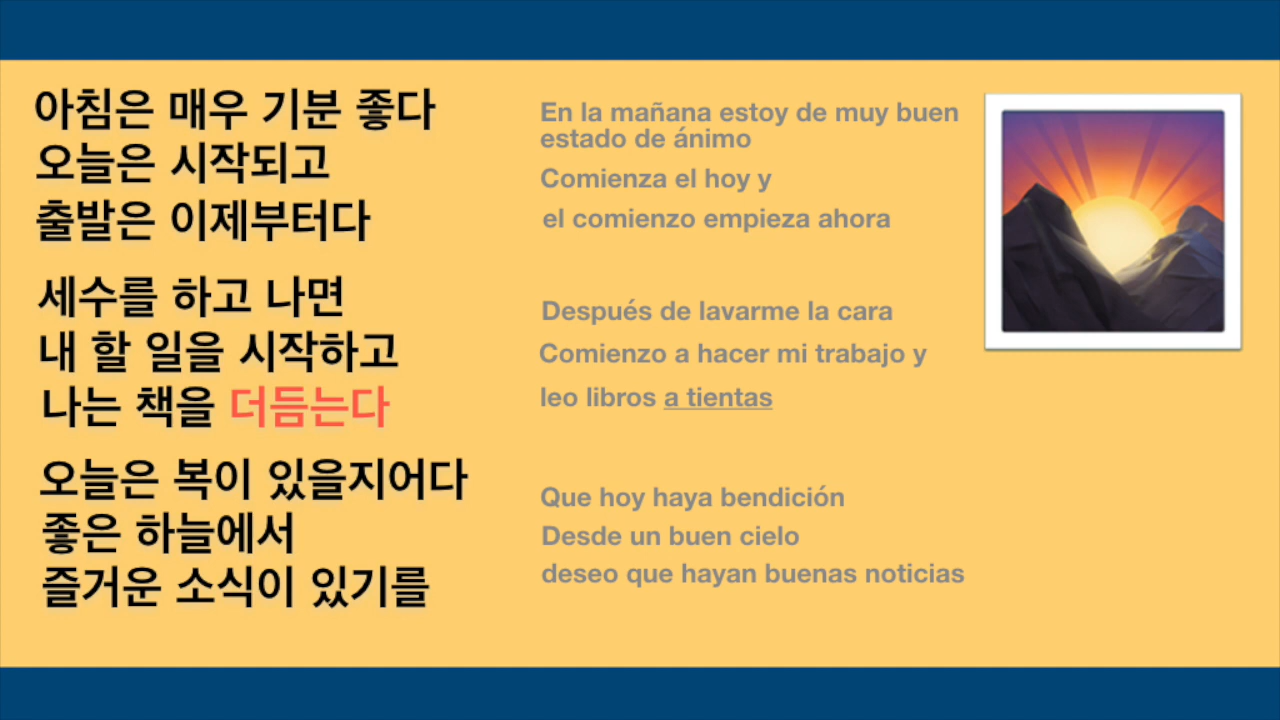 아침은 매우 기분 좋다
오늘은 시작되고
출발은 이제부터다
세수를 하고 나면
내 할 일을 시작하고
나는 책을 더듬는다
오늘은 복이 있을지어다
좋은 하늘에서
즐거운 소식이 있기를
En la mañana estoy de muy buen
estado de ánimo
Comienza el hoy y
el comienzo empieza ahora
Después de lavarme la cara
Comienzo a hacer mi trabajo y
leo libros a tientas
Que hoy haya bendición
Desde un buen cielo
deseo que hayan buenas noticias